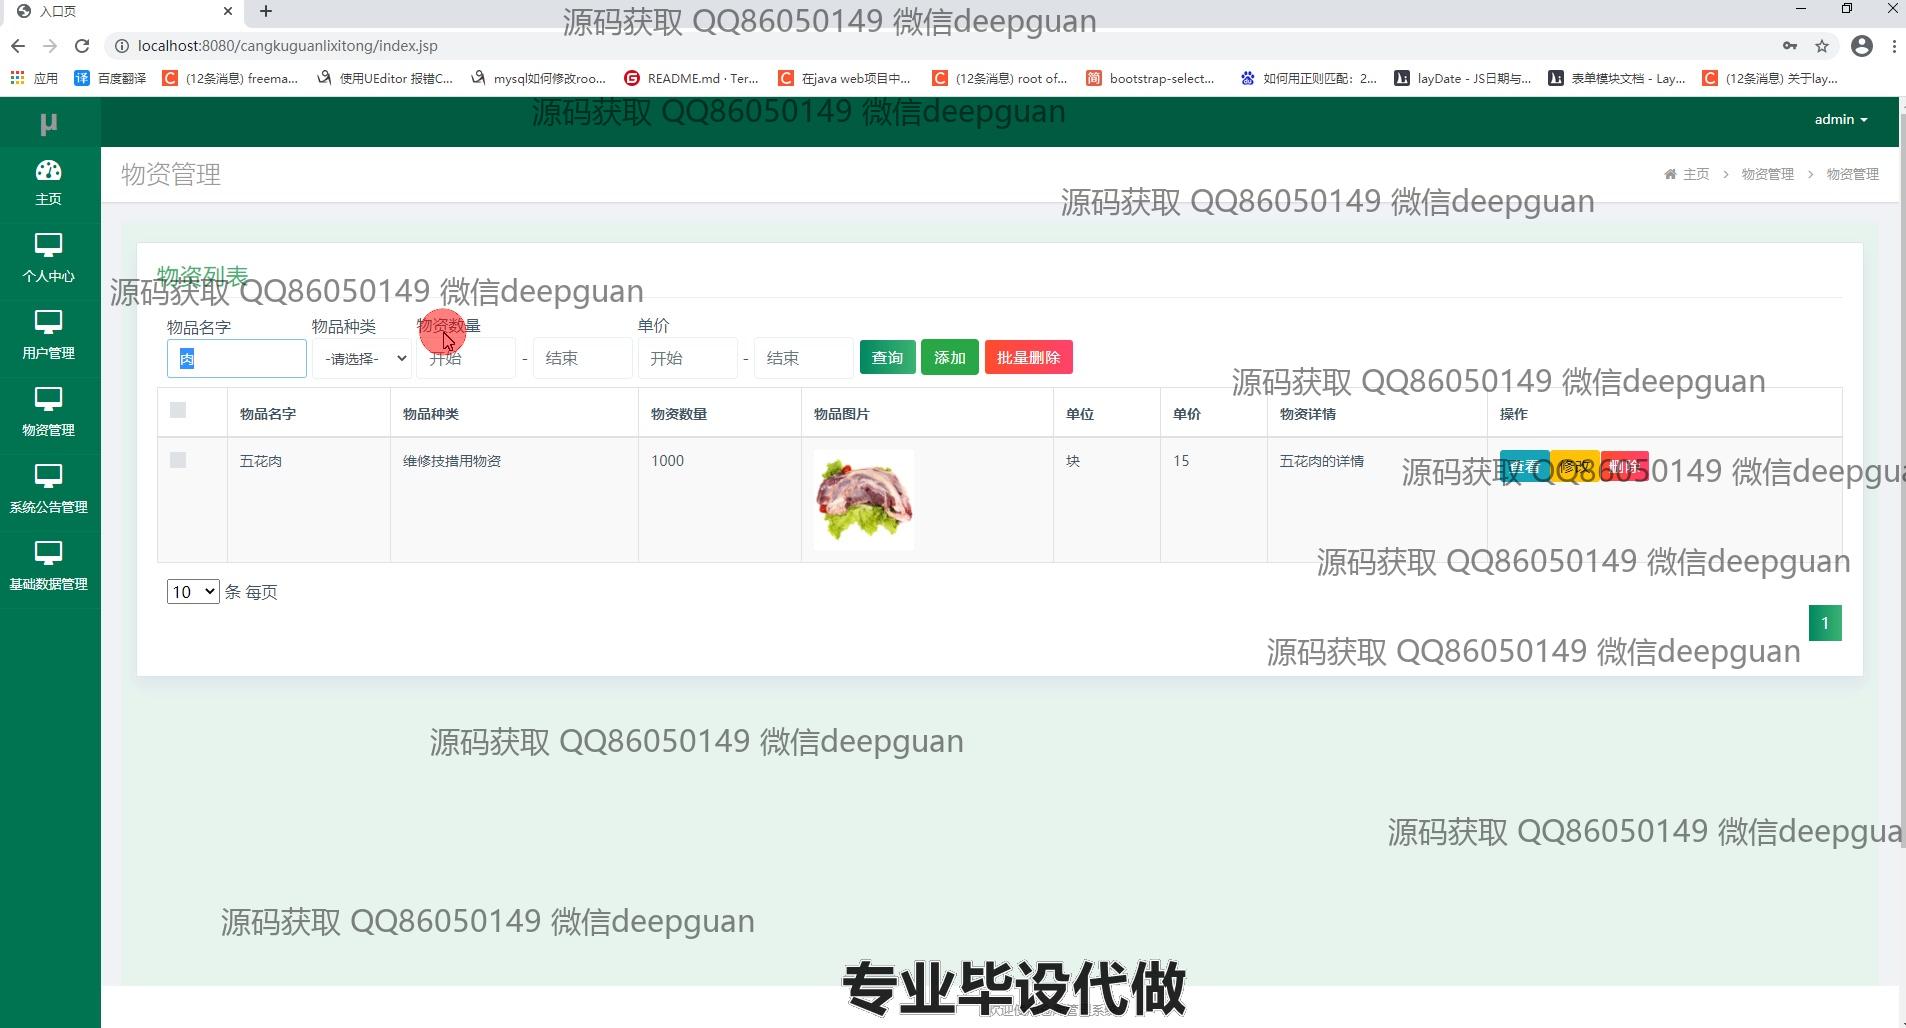 入口页
源码获取 QQ86050149 微信deepguan
localhost:8080/cangkuguanlixitong/index.jsp
应用 百度翻译 (12条消息) freema... 使用UEditor 报错C... mysql如何修改roo... README.md · Ter... 在java web项目中... (12条消息) root of... bootstrap-select... 如何用正则匹配：2... layDate - JS日期与... 表单模块文档 - Lay... (12条消息) 关于lay...
源码获取 QQ86050149 微信deepguan
μ
admin
主页
物资管理
主页 > 物资管理 > 物资管理
源码获取 QQ86050149 微信deepguan
个人中心
物资列表
源码获取 QQ86050149 微信deepguan
用户管理
物品名字 物品种类 物资数量 单价
肉 -请选择- 开始 - 结束 开始 - 结束 查询 添加 批量删除
源码获取 QQ86050149 微信deepguan
物品名字 物品种类 物资数量 物品图片 单位 单价 物资详情 操作
物资管理
五花肉 维修技措用物资 1000 块 15 五花肉的详情 查看 修改 删除
源码获取 QQ86050149 微信deepgua
系统公告管理
源码获取 QQ86050149 微信deepguan
基础数据管理
10 条 每页
1
源码获取 QQ86050149 微信deepguan
源码获取 QQ86050149 微信deepguan
源码获取 QQ86050149 微信deepgua
源码获取 QQ86050149 微信deepguan
专业毕设代做